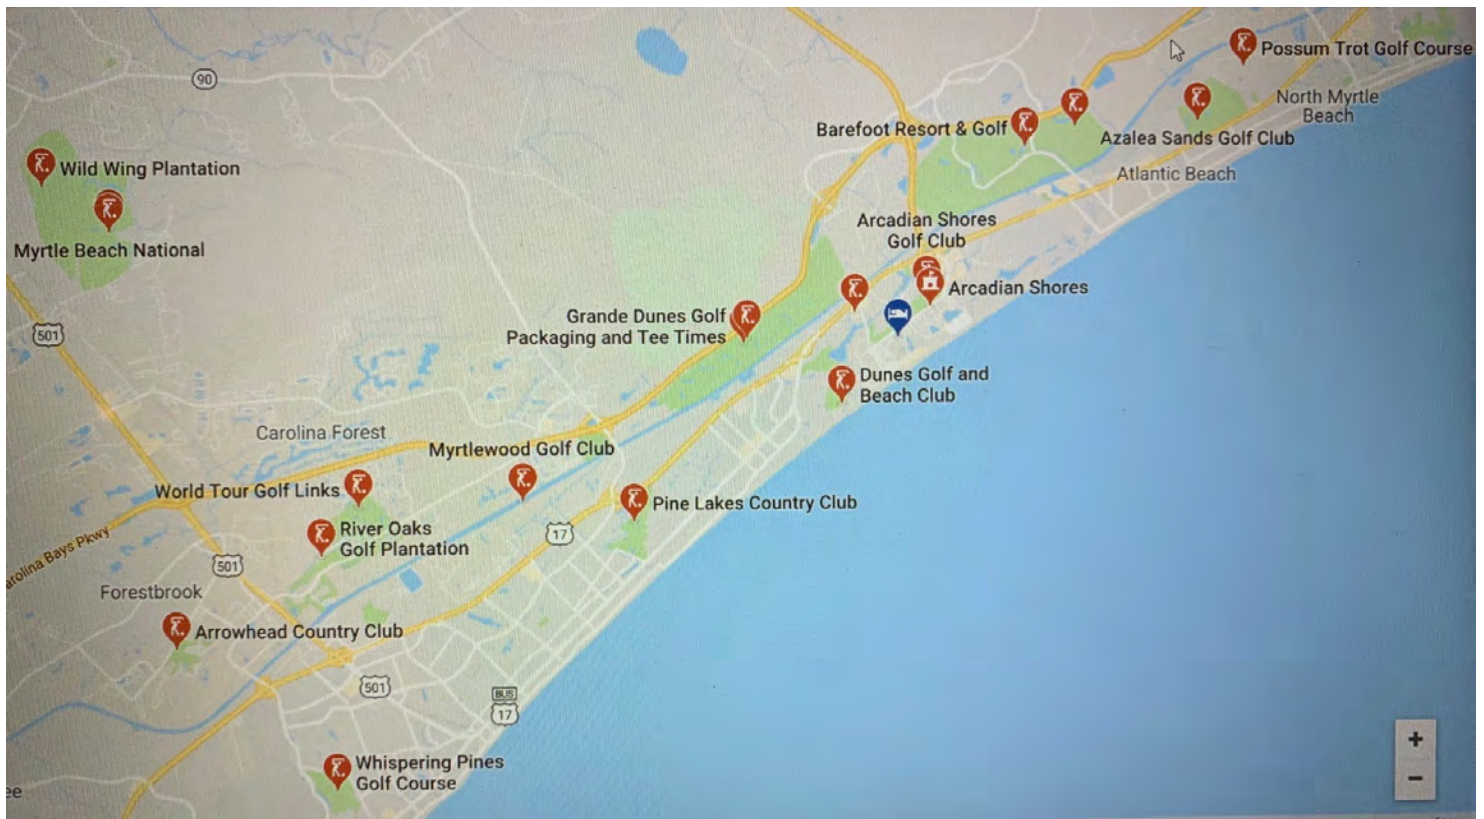 Possum Trot Golf Course
90
North Myrtle
Beach
Barefoot Resort & Golf
Azalea Sands Golf Club
Wild Wing Plantation
Atlantic Beach
Arcadian Shores
Golf Club
Myrtle Beach National
Arcadian Shores
Grande Dunes Golf
Packaging and Tee Times
501
Dunes Golf and
Beach Club
Carolina Forest
Myrtlewood Golf Club
World Tour Golf Links
Pine Lakes Country Club
River Oaks
Golf Plantation
17
arolina Bays Pkwy
501
Forestbrook
Arrowhead Country Club
501
BUS
17
Whispering Pines
Golf Course
ee
+
−